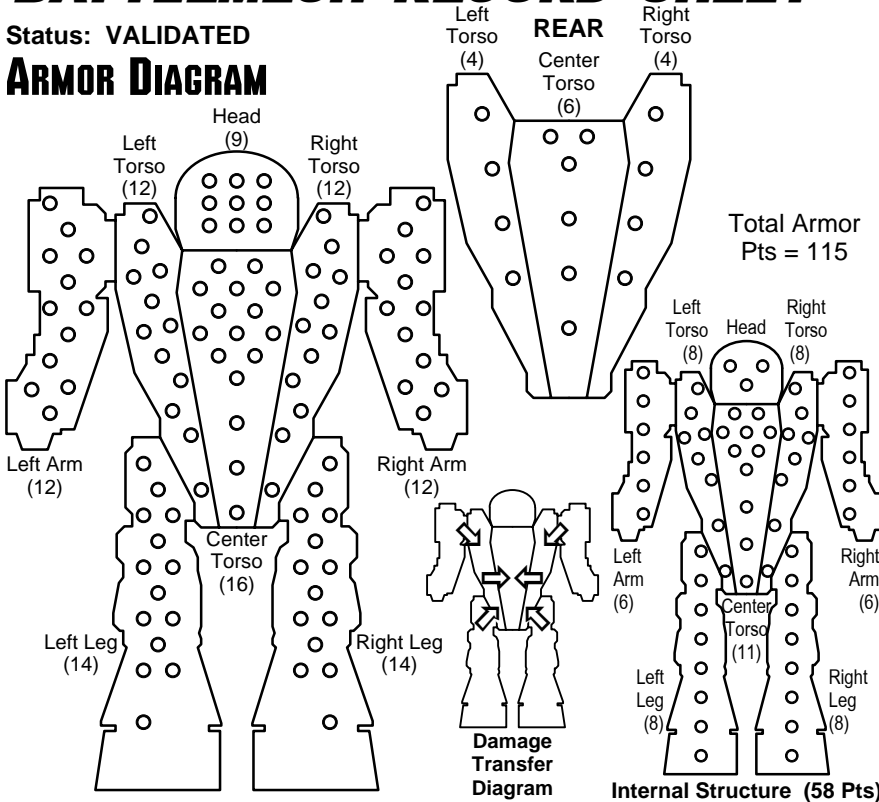 BATTLEMECH RECORD SHEET
Status: VALIDATED
ARMOR DIAGRAM
Left
Torso
(4)
REAR
Center
Torso
(6)
Right
Torso
(4)
Head
(9)
Left
Torso
(12)
Right
Torso
(12)
Total Armor
Pts = 115
Left Arm
(12)
Right Arm
(12)
Center
Torso
(16)
Left Leg
(14)
Right Leg
(14)
Damage
Transfer
Diagram
Left
Torso
(8)
Head
Right
Torso
(8)
Left
Arm
(6)
Right
Arm
(6)
Center
Torso
(11)
Left
Leg
(8)
Right
Leg
(8)
Internal Structure (58 Pts)